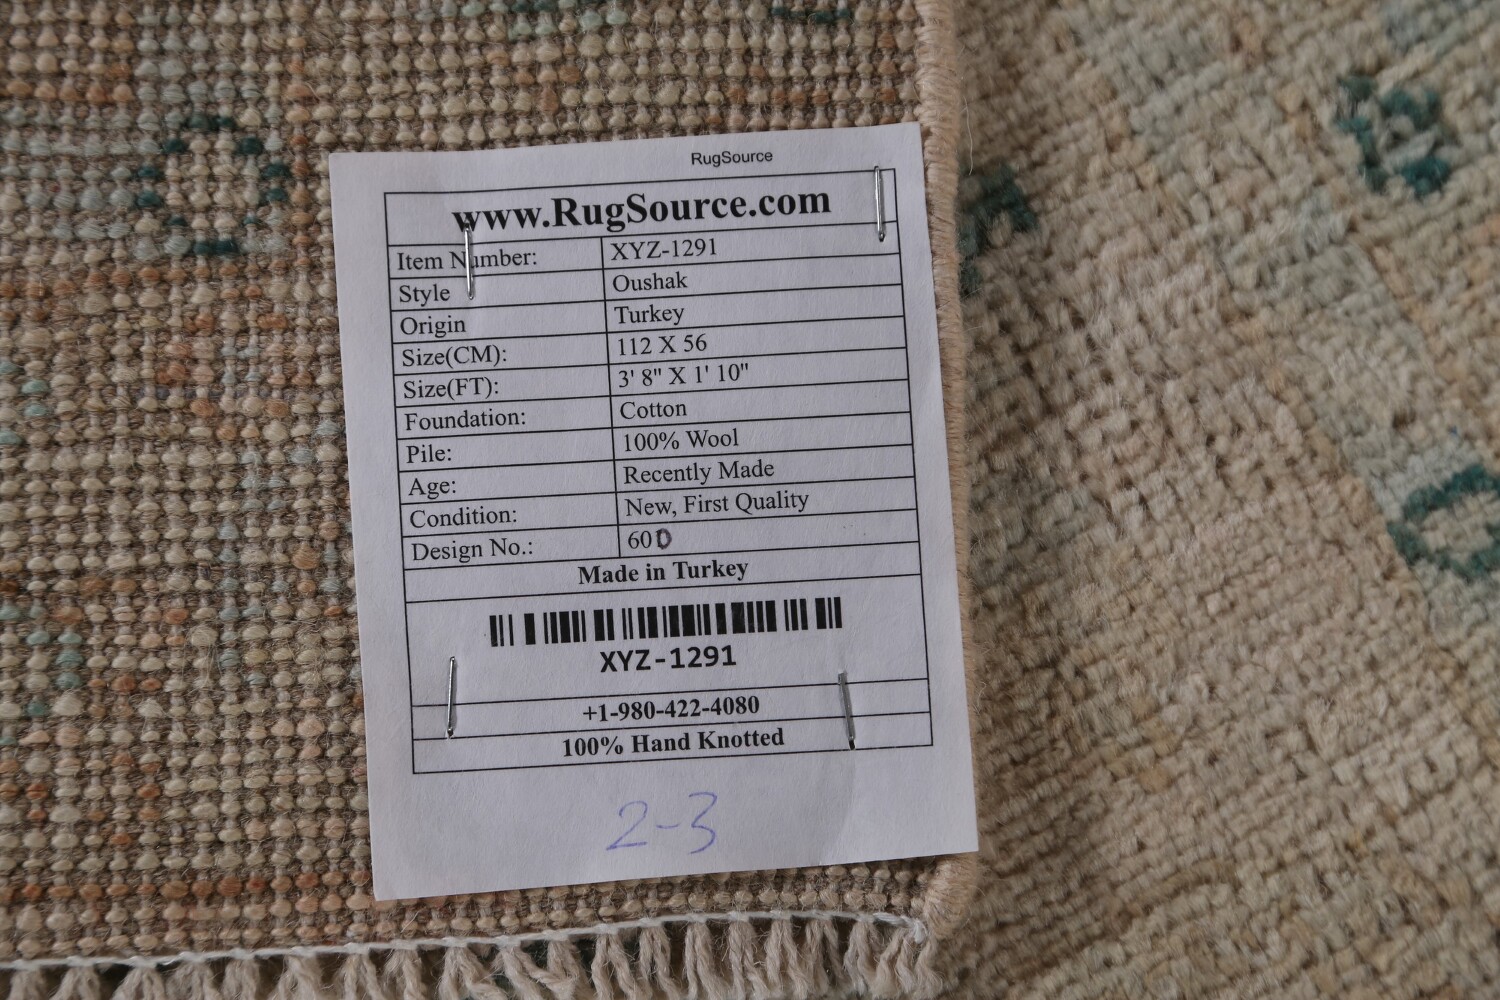 RugSource
www.RugSource.com
Item Number: XYZ-1291
Style Oushak
Origin Turkey
Size(CM): 112 X 56
Size(FT): 3' 8" X 1' 10"
Foundation: Cotton
Pile: 100% Wool
Age: Recently Made
Condition: New, First Quality
Design No.: 600
Made in Turkey
XYZ-1291
+1-980-422-4080
100% Hand Knotted
2-3